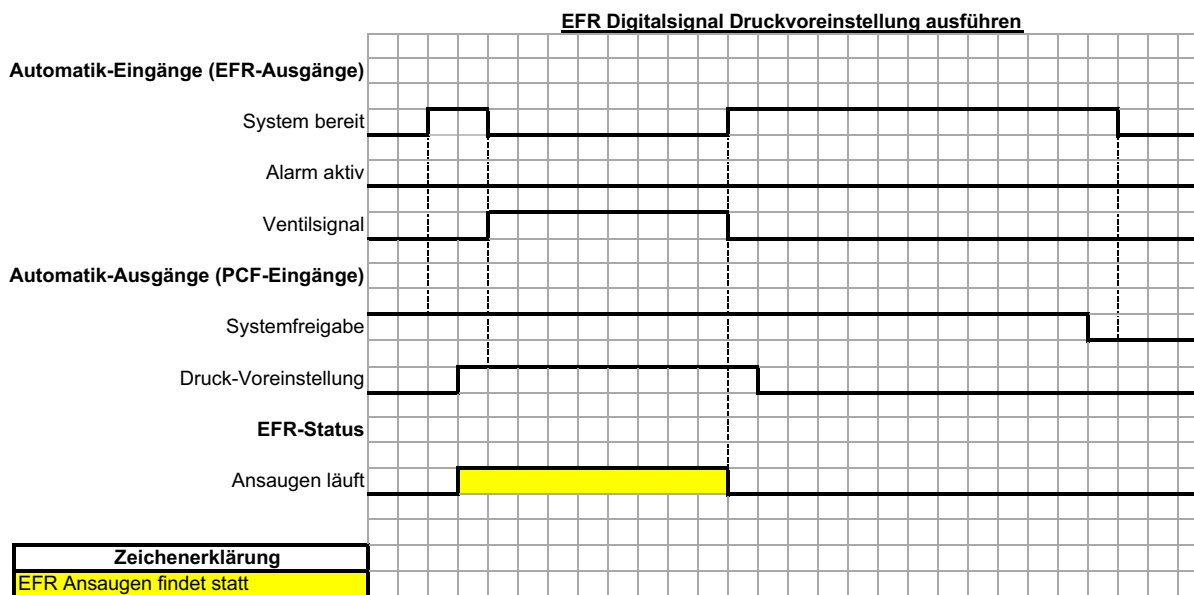 EFR Digitalsignal Druckvoreinstellung ausführen
Automatik-Eingänge (EFR-Ausgänge)
System bereit
Alarm aktiv
Ventilsignal
Automatik-Ausgänge (PCF-Eingänge)
Systemfreigabe
Druck-Voreinstellung
EFR-Status
Ansaugen läuft
Zeichenerklärung
EFR Ansaugen findet statt